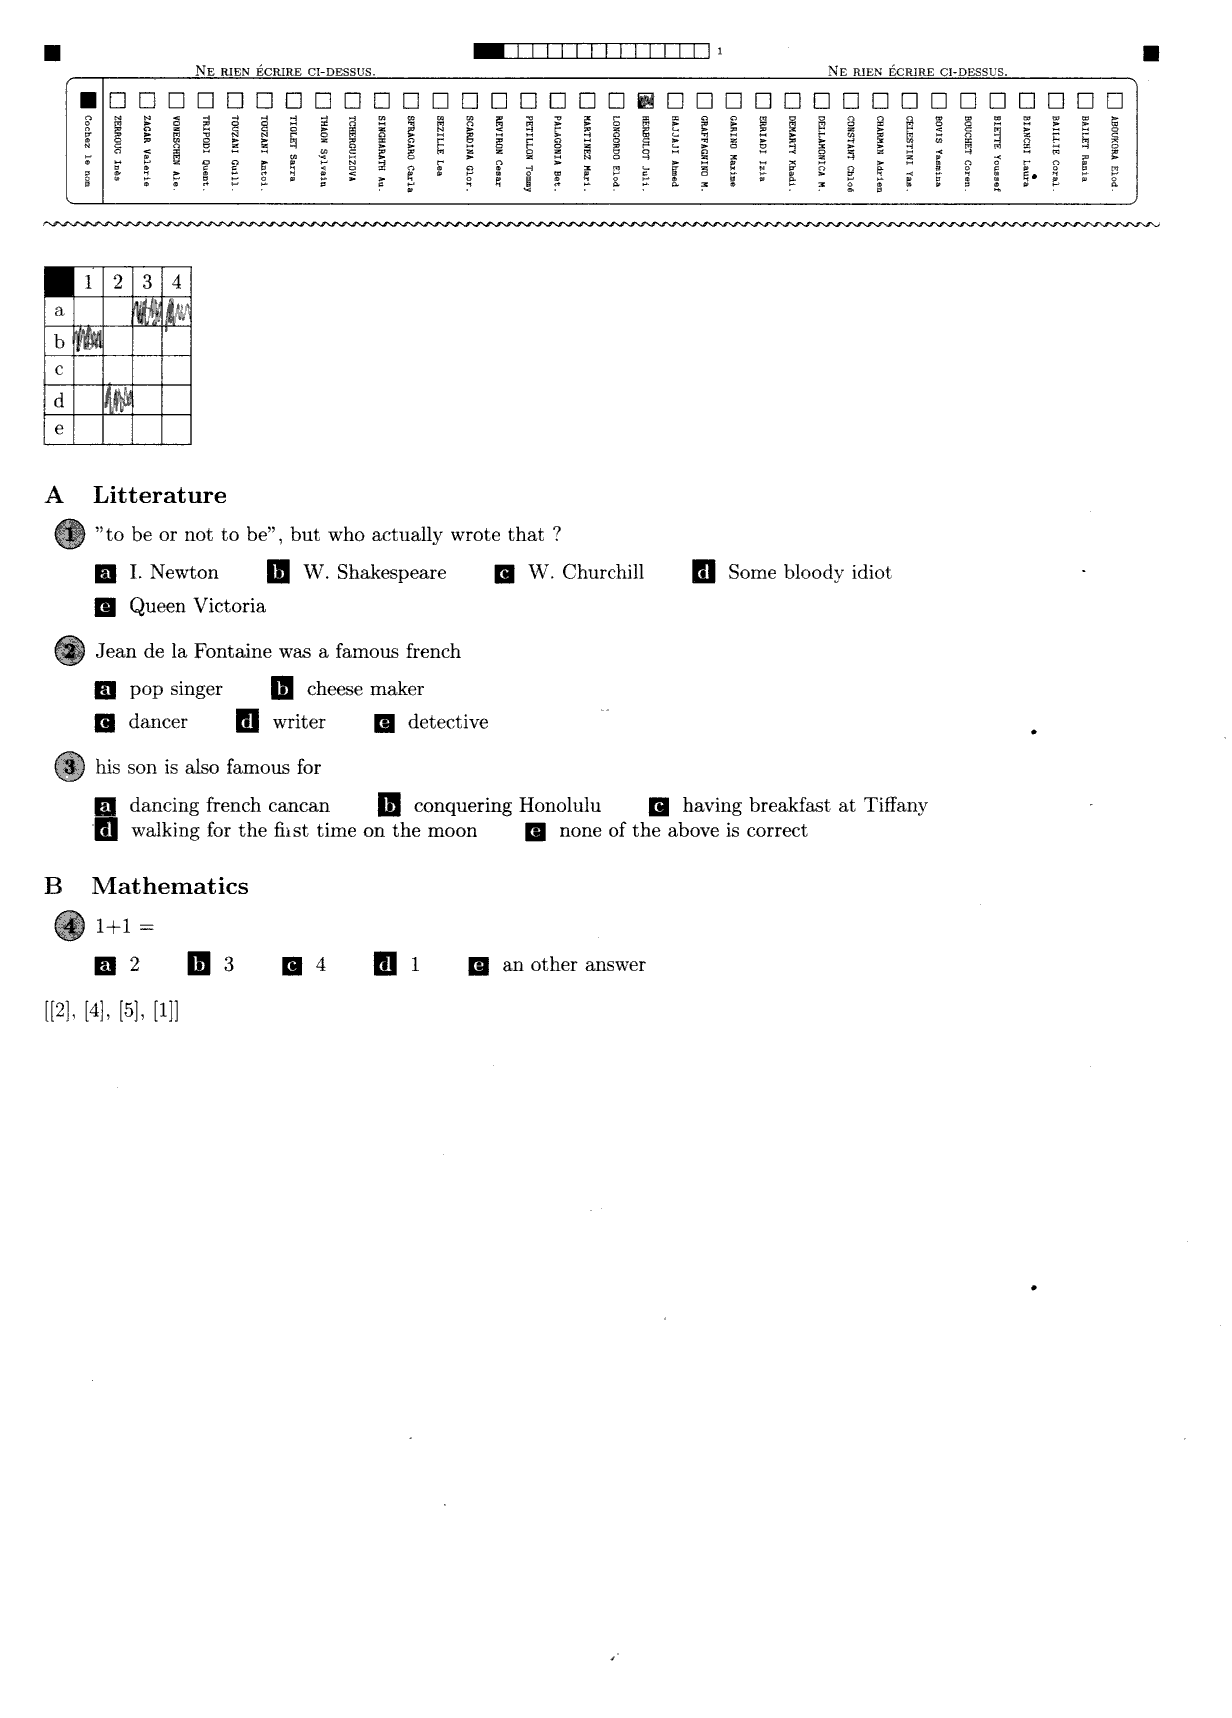 1
NE RIEN ÉCRIRE CI-DESSUS. NE RIEN ÉCRIRE CI-DESSUS.
Cochez le nom
ZERROUG Inès
ZAGAR Valerie
VONESCHEN Ale.
TRIPODI Quent.
TOUZANI Guill.
TOUZANI Antoi.
TIOLET Sarra
THAON Sylvain
TCHERGUIZOVA
SINGHARATH Au.
SFRAGARO Carla
SEZILLE Lea
SCARDINA Glor.
REVIRON Cesar
PETILLON Tommy
PALAGONIA Bet.
MARTINEZ Mari.
LONGORDO Elod.
HERBULOT Juli.
HAJJAJI Ahmed
GRAFFAGNINO M.
GARINO Maxime
ERRIADI Izia
DEMARTY Khadi.
DELLAMONICA M.
CONSTANT Chloé
CHARMAN Adrien
CELESTINI Yas.
BOVIS Yasmina
BOUCHET Coren.
BIETTE Youssef
BIANCHI Laura
BAILLIE Coral.
BAILET Rania
ABOUKORA Elod.
1 2 3 4
a
b
c
d
e
A Litterature
1 ”to be or not to be”, but who actually wrote that ?
a I. Newton b W. Shakespeare c W. Churchill d Some bloody idiot
e Queen Victoria
2 Jean de la Fontaine was a famous french
a pop singer b cheese maker
c dancer d writer e detective
3 his son is also famous for
a dancing french cancan b conquering Honolulu c having breakfast at Tiffany
d walking for the first time on the moon e none of the above is correct
B Mathematics
4 1+1 =
a 2 b 3 c 4 d 1 e an other answer
[[2], [4], [5], [1]]